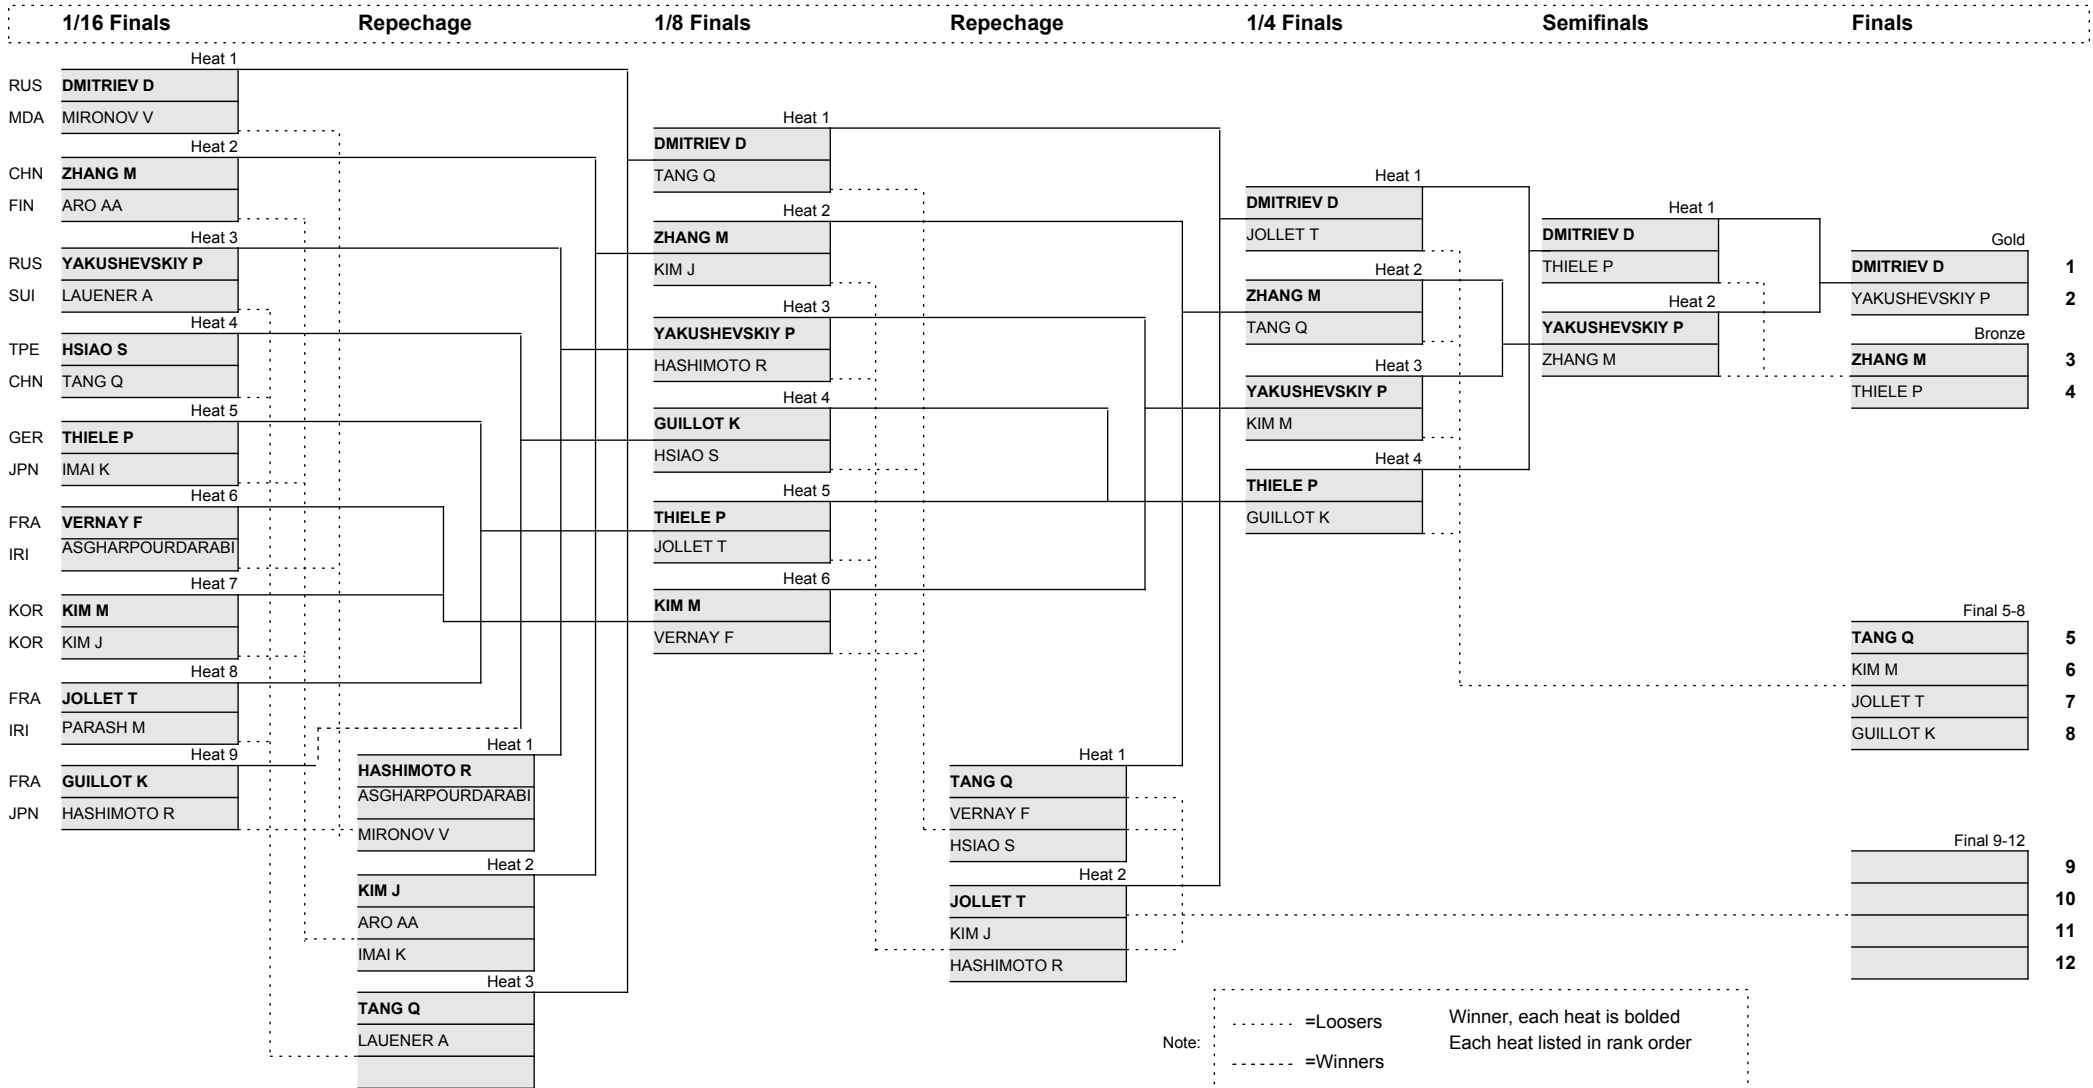 1/16 Finals Repechage 1/8 Finals Repechage 1/4 Finals Semifinals Finals
Heat 1
RUS DMITRIEV D
MDA MIRONOV V
Heat 2
CHN ZHANG M
FIN ARO AA
Heat 3
RUS YAKUSHEVSKIY P
SUI LAUENER A
Heat 4
TPE HSIAO S
CHN TANG Q
Heat 5
GER THIELE P
JPN IMAI K
Heat 6
FRA VERNAY F
IRI ASGHARPOURDARABI
Heat 7
KOR KIM M
KOR KIM J
Heat 8
FRA JOLLET T
IRI PARASH M
Heat 9
FRA GUILLOT K
JPN HASHIMOTO R
Heat 1
HASHIMOTO R
ASGHARPOURDARABI
MIRONOV V
Heat 2
KIM J
ARO AA
IMAI K
Heat 3
TANG Q
LAUENER A
Heat 1
DMITRIEV D
TANG Q
Heat 2
ZHANG M
KIM J
Heat 3
YAKUSHEVSKIY P
HASHIMOTO R
Heat 4
GUILLOT K
HSIAO S
Heat 5
THIELE P
JOLLET T
Heat 6
KIM M
VERNAY F
Heat 1
TANG Q
VERNAY F
HSIAO S
Heat 2
JOLLET T
KIM J
HASHIMOTO R
Heat 1
DMITRIEV D
JOLLET T
Heat 2
ZHANG M
TANG Q
Heat 3
YAKUSHEVSKIY P
KIM M
Heat 4
THIELE P
GUILLOT K
Heat 1
DMITRIEV D
THIELE P
Heat 2
YAKUSHEVSKIY P
ZHANG M
Gold
DMITRIEV D 1
YAKUSHEVSKIY P 2
Bronze
ZHANG M 3
THIELE P 4
Final 5-8
TANG Q 5
KIM M 6
JOLLET T 7
GUILLOT K 8
Final 9-12
9
10
11
12
Note:
=Loosers Winner, each heat is bolded
Each heat listed in rank order
=Winners